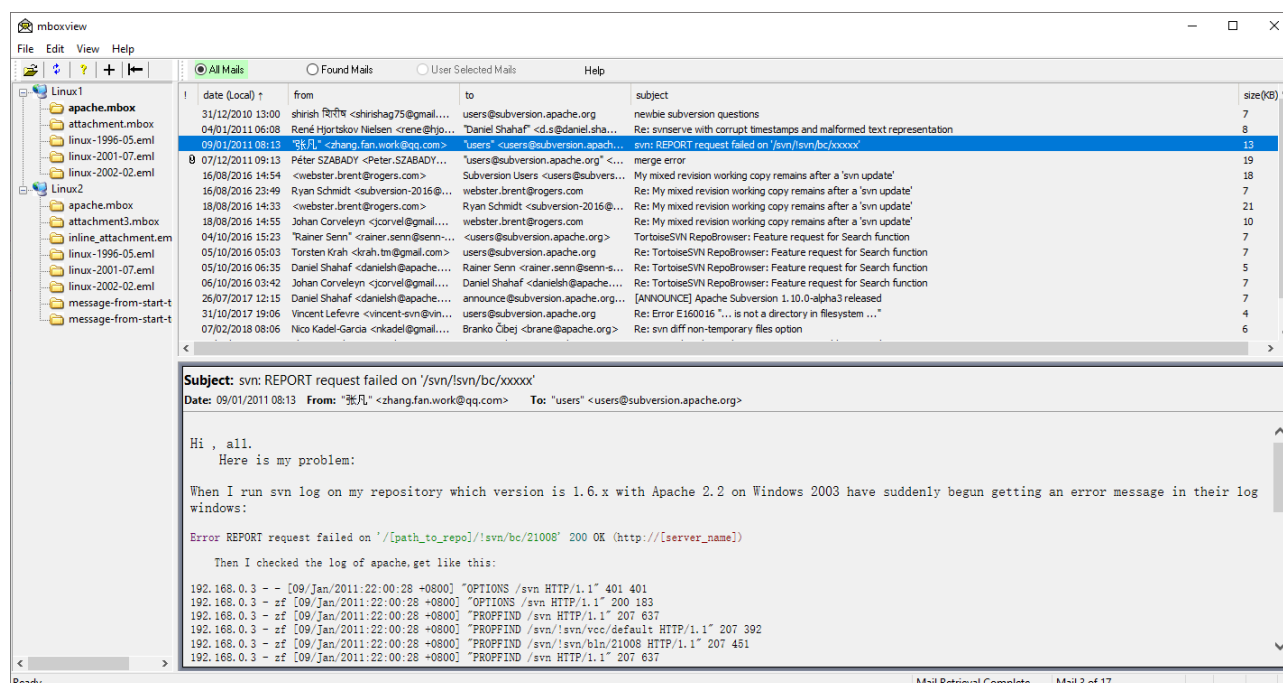 mboxview
File Edit View Help
All Mails Found Mails User Selected Mails Help
Linux1
apache.mbox
attachment.mbox
linux-1996-05.eml
linux-2001-07.eml
linux-2002-02.eml
Linux2
apache.mbox
attachment3.mbox
inline_attachment.em
linux-1996-05.eml
linux-2001-07.eml
linux-2002-02.eml
message-from-start-t
message-from-start-t
! date (Local) ↑ from to subject size(KB)
31/12/2010 13:00 shirish शिरीष <shirishag75@gmail.... users@subversion.apache.org newbie subversion questions 7
04/01/2011 06:08 René Hjortskov Nielsen <rene@hjo... "Daniel Shahaf" <d.s@daniel.sha... Re: svnserve with corrupt timestamps and malformed text representation 8
09/01/2011 08:13 "张凡" <zhang.fan.work@qq.com> "users" <users@subversion.apach... svn: REPORT request failed on '/svn/!svn/bc/xxxxx' 13
07/12/2011 09:13 Péter SZABADY <Peter.SZABADY... "users@subversion.apache.org" <... merge error 19
16/08/2016 14:54 <webster.brent@rogers.com> Subversion Users <users@subvers... My mixed revision working copy remains after a 'svn update' 18
16/08/2016 23:49 Ryan Schmidt <subversion-2016@... webster.brent@rogers.com Re: My mixed revision working copy remains after a 'svn update' 7
18/08/2016 14:33 <webster.brent@rogers.com> Ryan Schmidt <subversion-2016@... Re: My mixed revision working copy remains after a 'svn update' 21
18/08/2016 14:55 Johan Corveleyn <jcorvel@gmail.... webster.brent@rogers.com Re: My mixed revision working copy remains after a 'svn update' 10
04/10/2016 15:23 "Rainer Senn" <rainer.senn@senn-... <users@subversion.apache.org> TortoiseSVN RepoBrowser: Feature request for Search function 7
05/10/2016 05:03 Torsten Krah <krah.tm@gmail.com> users@subversion.apache.org Re: TortoiseSVN RepoBrowser: Feature request for Search function 7
05/10/2016 06:35 Daniel Shahaf <danielsh@apache.... Rainer Senn <rainer.senn@senn-s... Re: TortoiseSVN RepoBrowser: Feature request for Search function 5
06/10/2016 03:42 Johan Corveleyn <jcorvel@gmail.... Daniel Shahaf <danielsh@apache.... Re: TortoiseSVN RepoBrowser: Feature request for Search function 7
26/07/2017 12:15 Daniel Shahaf <danielsh@apache.... announce@subversion.apache.org... [ANNOUNCE] Apache Subversion 1.10.0-alpha3 released 7
31/10/2017 19:06 Vincent Lefevre <vincent-svn@vin... users@subversion.apache.org Re: Error E160016 "... is not a directory in filesystem ..." 4
07/02/2018 08:06 Nico Kadel-Garcia <nkadel@gmail.... Branko Čibej <brane@apache.org> Re: svn diff non-temporary files option 6
Subject: svn: REPORT request failed on '/svn/!svn/bc/xxxxx'
Date: 09/01/2011 08:13 From: "张凡" <zhang.fan.work@qq.com> To: "users" <users@subversion.apache.org>
Hi , all.
Here is my problem:
When I run svn log on my repository which version is 1.6.x with Apache 2.2 on Windows 2003 have suddenly begun getting an error message in their log
windows:
Error REPORT request failed on '/[path_to_repo]/!svn/bc/21008' 200 OK (http://[server_name])
Then I checked the log of apache,get like this:
192.168.0.3 - - [09/Jan/2011:22:00:28 +0800] "OPTIONS /svn HTTP/1.1" 401 401
192.168.0.3 - zf [09/Jan/2011:22:00:28 +0800] "OPTIONS /svn HTTP/1.1" 200 183
192.168.0.3 - zf [09/Jan/2011:22:00:28 +0800] "PROPFIND /svn HTTP/1.1" 207 637
192.168.0.3 - zf [09/Jan/2011:22:00:28 +0800] "PROPFIND /svn/!svn/vcc/default HTTP/1.1" 207 392
192.168.0.3 - zf [09/Jan/2011:22:00:28 +0800] "PROPFIND /svn/!svn/bln/21008 HTTP/1.1" 207 451
192.168.0.3 - zf [09/Jan/2011:22:00:28 +0800] "PROPFIND /svn HTTP/1.1" 207 637
Ready Mail Retrieval Complete Mail 3 of 17